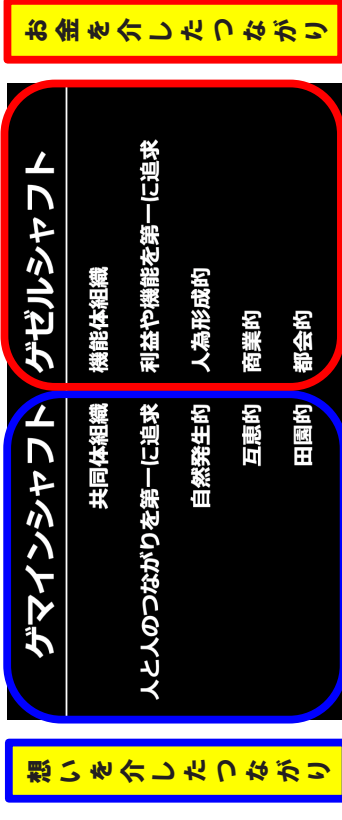 想いを介したつながり
ゲマインシャフト ゲゼルシャフト
共同体組織 機能体組織
人と人のつながりを第一に追求 利益や機能を第一に追求
自然発生的 人為形成的
互恵的 商業的
田園的 都会的
お金を介したつながり